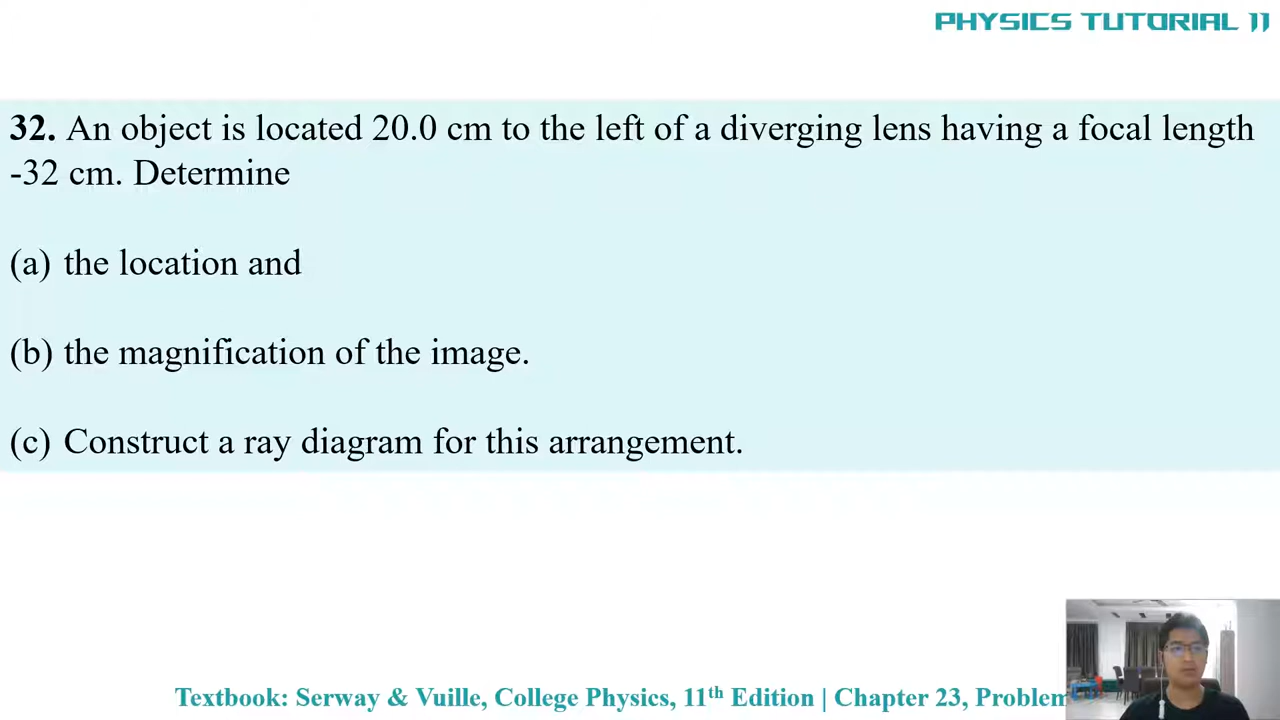 PHYSICS TUTORIAL 11
32. An object is located 20.0 cm to the left of a diverging lens having a focal length
-32 cm. Determine
(a) the location and
(b) the magnification of the image.
(c) Construct a ray diagram for this arrangement.
Textbook: Serway & Vuille, College Physics, 11th Edition | Chapter 23, Problem